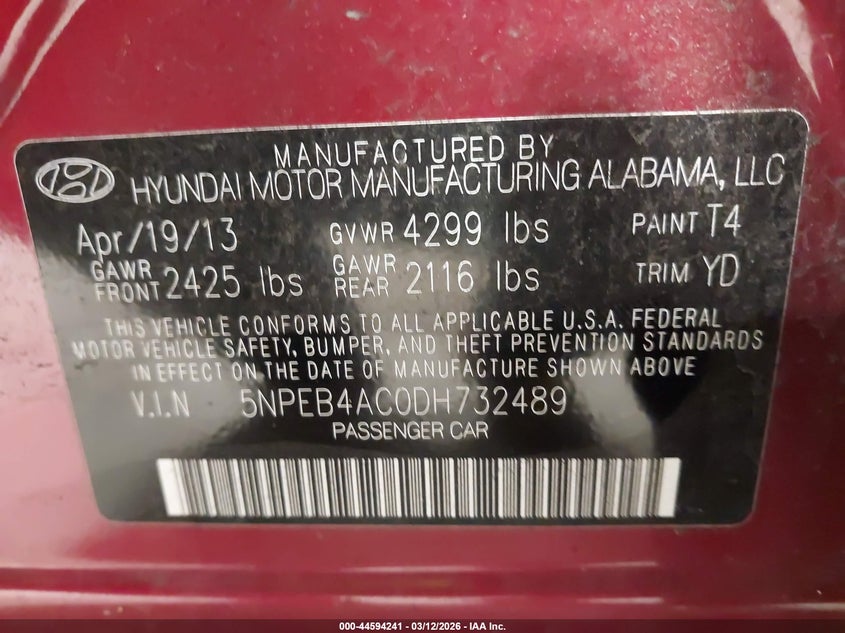 MANUFACTURED BY
HYUNDAI MOTOR MANUFACTURING ALABAMA, LLC
Apr/19/13 GVWR 4299 lbs PAINT T4
GAWR FRONT 2425 lbs GAWR REAR 2116 lbs TRIM YD
THIS VEHICLE CONFORMS TO ALL APPLICABLE U.S.A. FEDERAL
MOTOR VEHICLE SAFETY, BUMPER, AND THEFT PREVENTION STANDARDS
IN EFFECT ON THE DATE OF MANUFACTURE SHOWN ABOVE
V.I.N 5NPEB4AC0DH732489
PASSENGER CAR
000-44594241 - 03/12/2026 - IAA Inc.